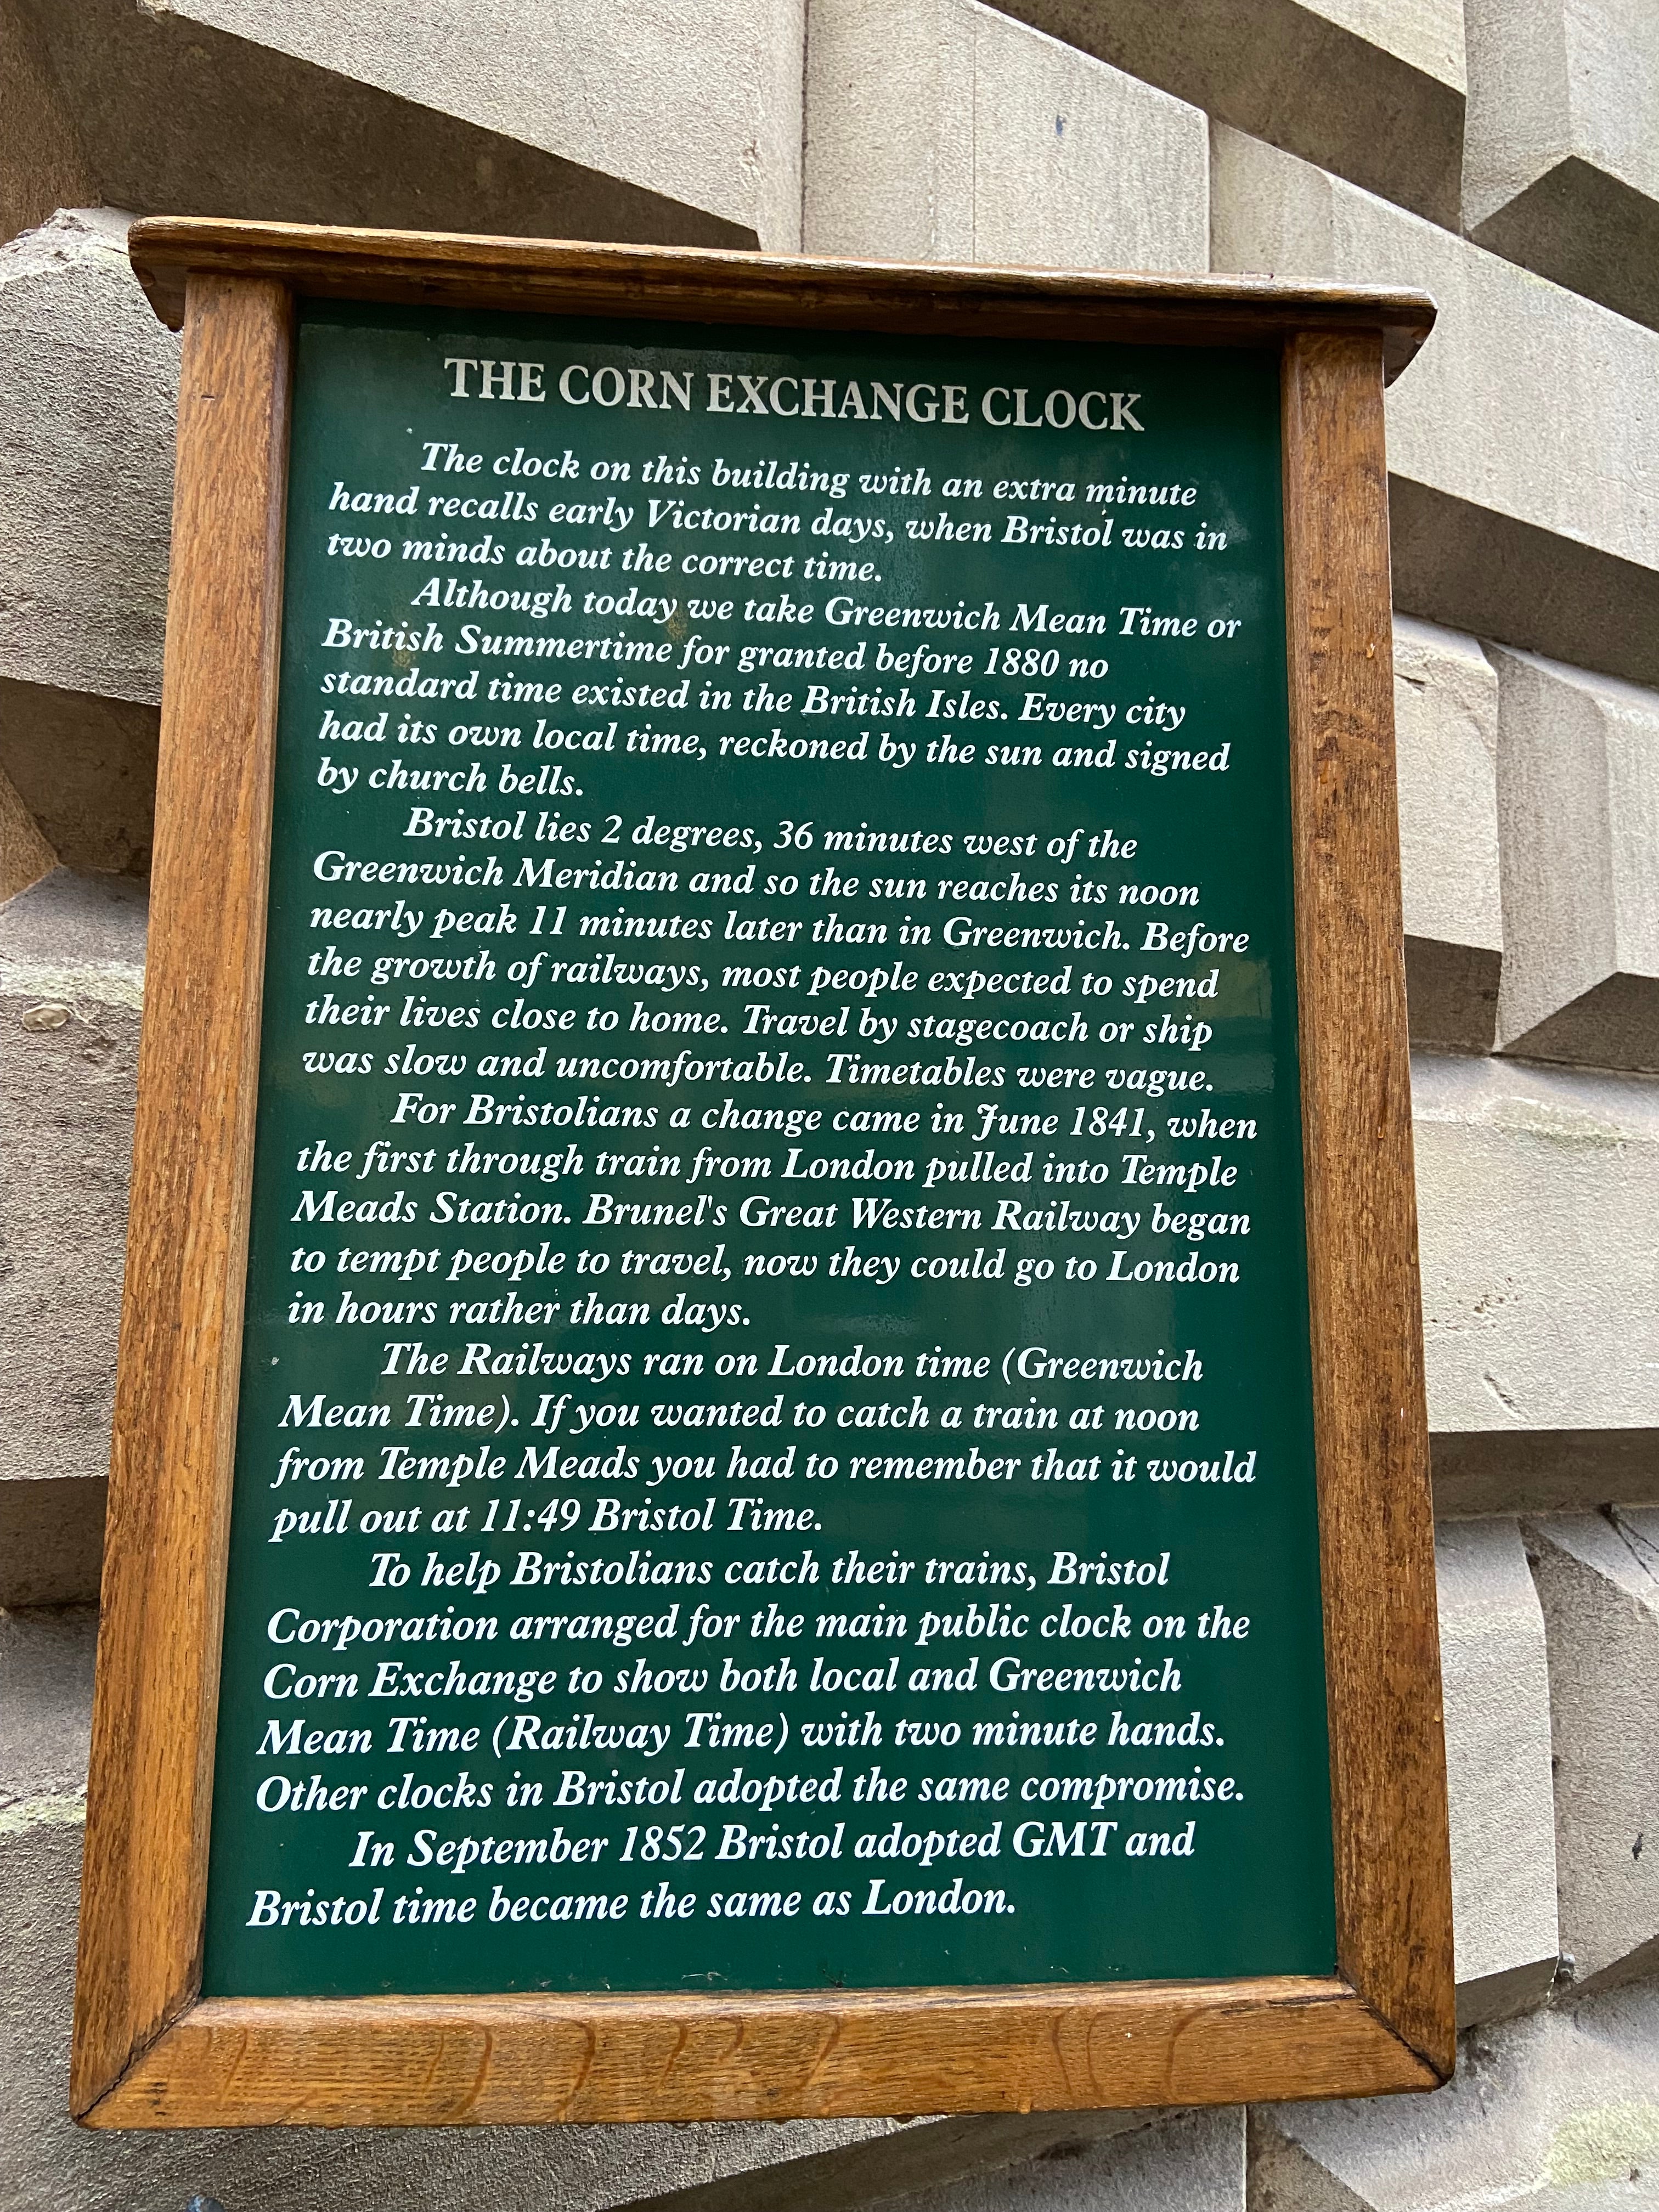 THE CORN EXCHANGE CLOCK
The clock on this building with an extra minute
hand recalls early Victorian days, when Bristol was in
two minds about the correct time.
Although today we take Greenwich Mean Time or
British Summertime for granted before 1880 no
standard time existed in the British Isles. Every city
had its own local time, reckoned by the sun and signed
by church bells.
Bristol lies 2 degrees, 36 minutes west of the
Greenwich Meridian and so the sun reaches its noon
nearly peak 11 minutes later than in Greenwich. Before
the growth of railways, most people expected to spend
their lives close to home. Travel by stagecoach or ship
was slow and uncomfortable. Timetables were vague.
For Bristolians a change came in June 1841, when
the first through train from London pulled into Temple
Meads Station. Brunel's Great Western Railway began
to tempt people to travel, now they could go to London
in hours rather than days.
The Railways ran on London time (Greenwich
Mean Time). If you wanted to catch a train at noon
from Temple Meads you had to remember that it would
pull out at 11:49 Bristol Time.
To help Bristolians catch their trains, Bristol
Corporation arranged for the main public clock on the
Corn Exchange to show both local and Greenwich
Mean Time (Railway Time) with two minute hands.
Other clocks in Bristol adopted the same compromise.
In September 1852 Bristol adopted GMT and
Bristol time became the same as London.